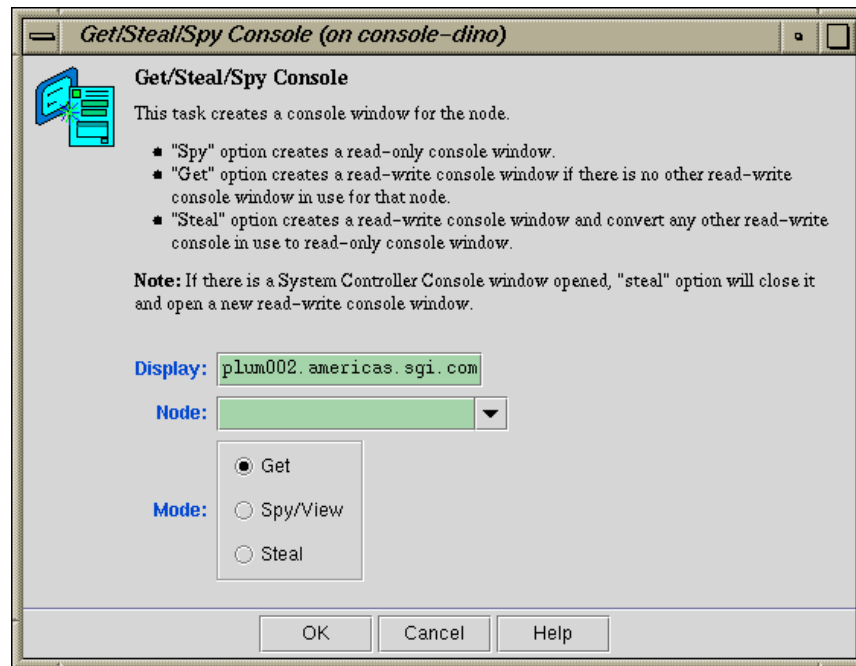 Get/Steal/Spy Console (on console-dino)
Get/Steal/Spy Console
This task creates a console window for the node.
"Spy" option creates a read-only console window.
"Get" option creates a read-write console window if there is no other read-write
console window in use for that node.
"Steal" option creates a read-write console window and convert any other read-write
console in use to read-only console window.
Note: If there is a System Controller Console window opened, "steal" option will close it
and open a new read-write console window.
Display: plum002.americas.sgi.com
Node:
Get
Mode: Spy/View
Steal
OK Cancel Help